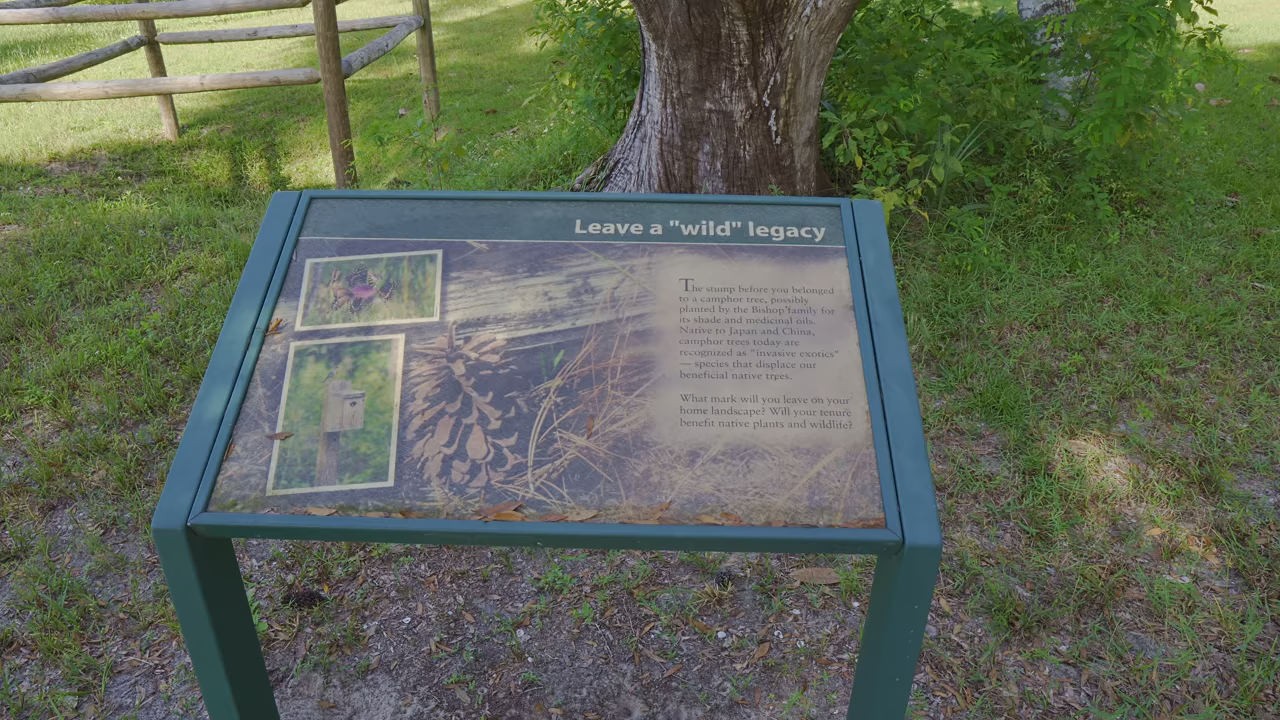 Leave a "wild" legacy
The stump before you belonged
to a camphor tree, possibly
planted by the Bishop family for
its shade and medicinal oils.
Native to Japan and China,
camphor trees today are
recognized as "invasive exotics"
— species that displace our
beneficial native trees.
What mark will you leave on your
home landscape? Will your tenure
benefit native plants and wildlife?